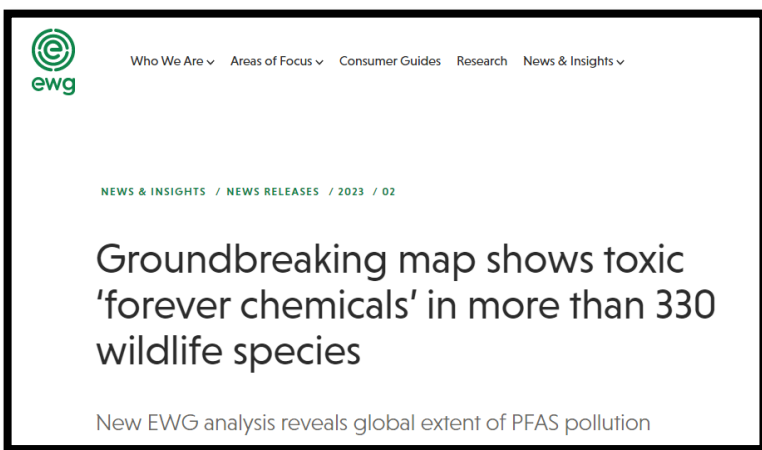 ewg
Who We Are Areas of Focus Consumer Guides Research News & Insights
NEWS & INSIGHTS / NEWS RELEASES / 2023 / 02
Groundbreaking map shows toxic
‘forever chemicals’ in more than 330
wildlife species
New EWG analysis reveals global extent of PFAS pollution